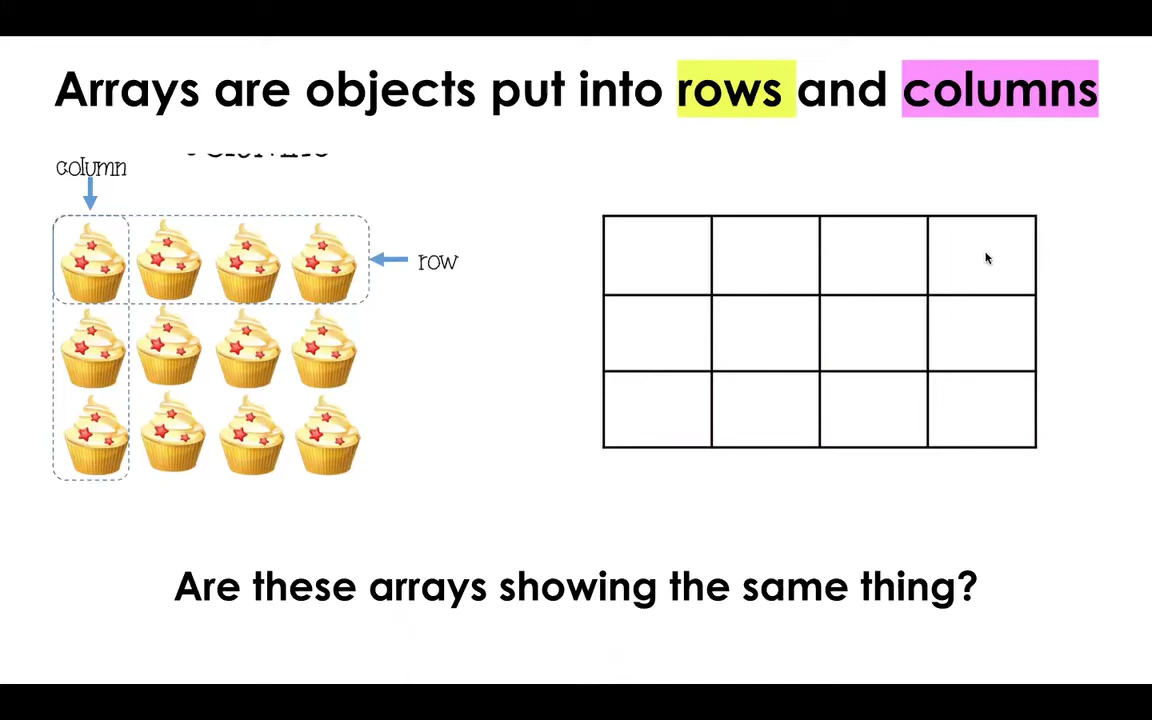 Arrays are objects put into rows and columns
column
row
Are these arrays showing the same thing?